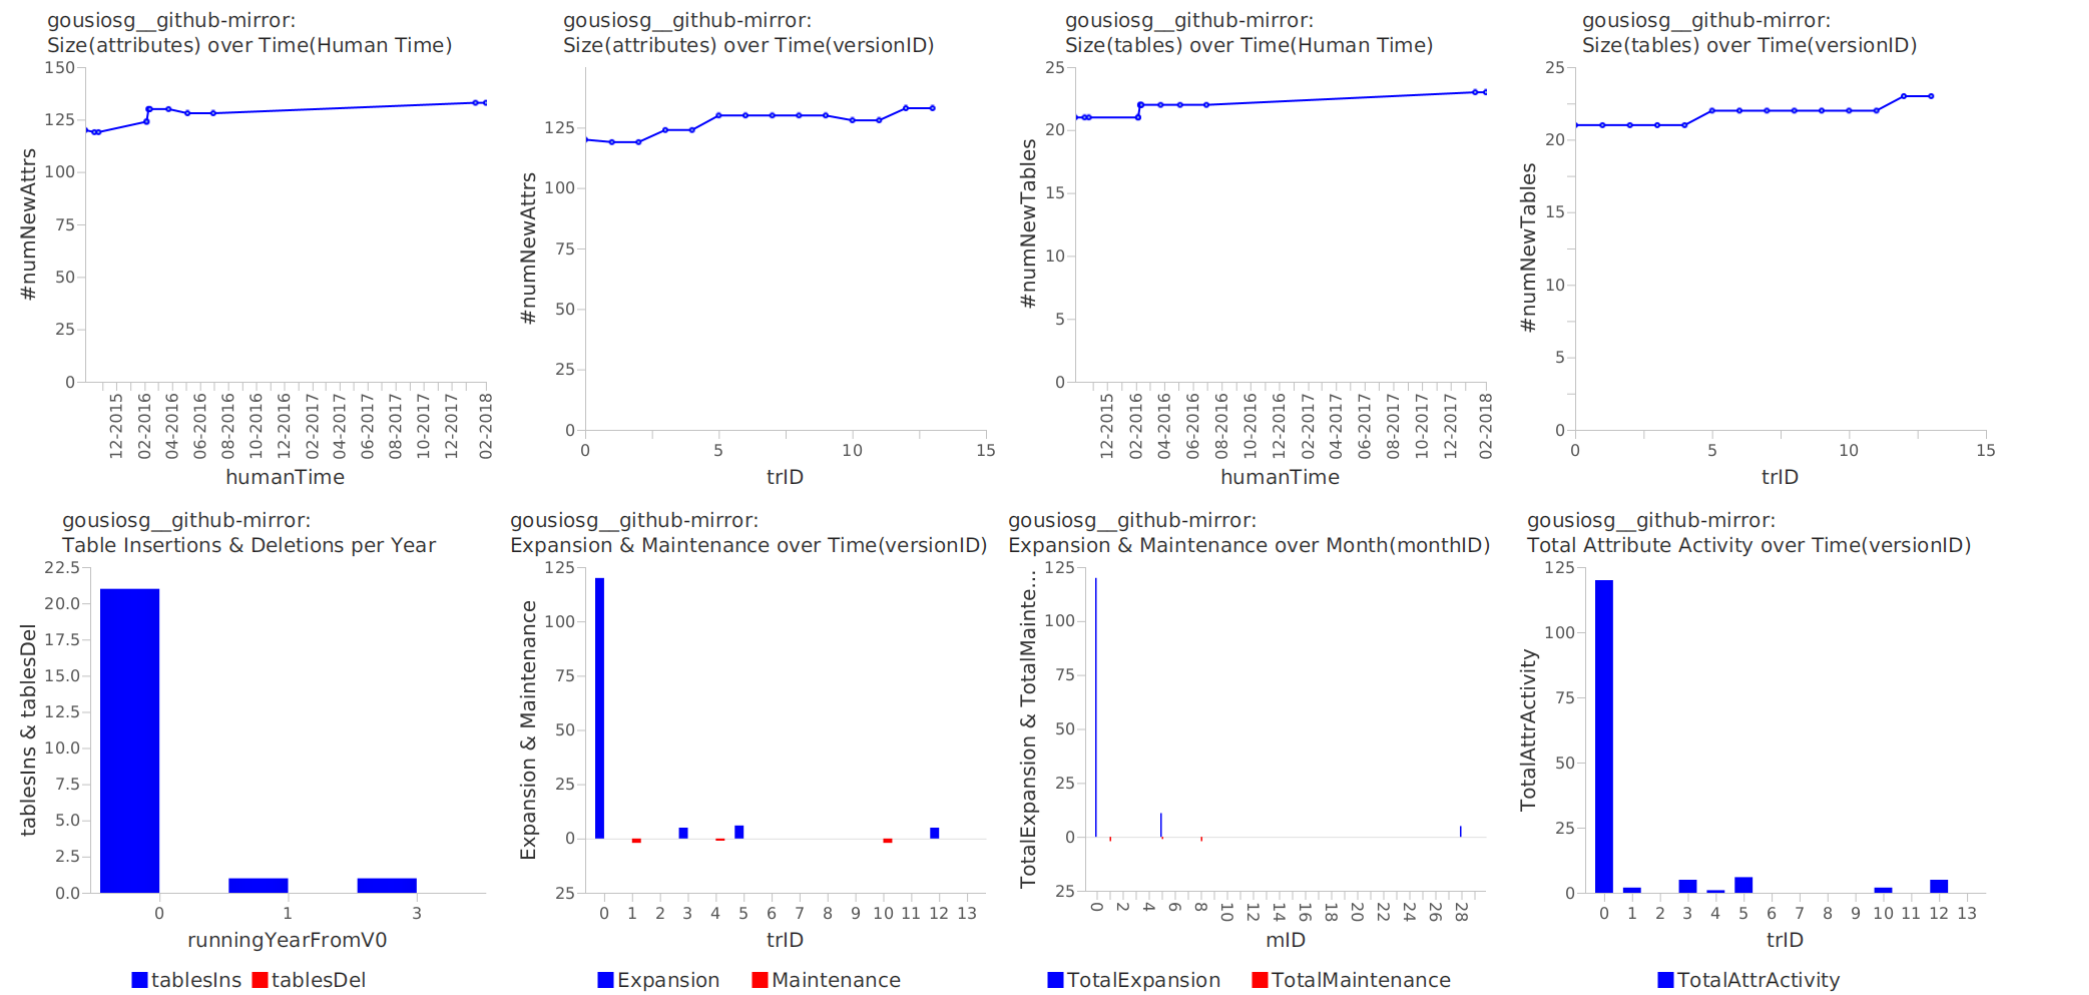 gousiosg__github-mirror:
Size(attributes) over Time(Human Time)
150
125
100
75
50
25
0
#numNewAttrs
12-2015
02-2016
04-2016
06-2016
08-2016
10-2016
12-2016
02-2017
04-2017
06-2017
08-2017
10-2017
12-2017
02-2018
humanTime
gousiosg__github-mirror:
Size(attributes) over Time(versionID)
125
100
75
50
25
0
#numNewAttrs
0 5 10 15
trID
gousiosg__github-mirror:
Size(tables) over Time(Human Time)
25
20
15
10
5
0
#numNewTables
12-2015
02-2016
04-2016
06-2016
08-2016
10-2016
12-2016
02-2017
04-2017
06-2017
08-2017
10-2017
12-2017
02-2018
humanTime
gousiosg__github-mirror:
Size(tables) over Time(versionID)
25
20
15
10
5
0
#numNewTables
0 5 10 15
trID
gousiosg__github-mirror:
Table Insertions & Deletions per Year
22.5
20.0
17.5
15.0
12.5
10.0
7.5
5.0
2.5
0.0
tablesIns & tablesDel
0 1 3
runningYearFromV0
tablesIns tablesDel
gousiosg__github-mirror:
Expansion & Maintenance over Time(versionID)
125
100
75
50
25
0
25
Expansion & Maintenance
0 1 2 3 4 5 6 7 8 9 10 11 12 13
trID
Expansion Maintenance
gousiosg__github-mirror:
Expansion & Maintenance over Month(monthID)
125
100
75
50
25
0
25
TotalExpansion & TotalMainte...
0 2 4 6 8 10 12 14 16 18 20 22 24 26 28
mID
TotalExpansion TotalMaintenance
gousiosg__github-mirror:
Total Attribute Activity over Time(versionID)
125
100
75
50
25
0
TotalAttrActivity
0 1 2 3 4 5 6 7 8 9 10 11 12 13
trID
TotalAttrActivity